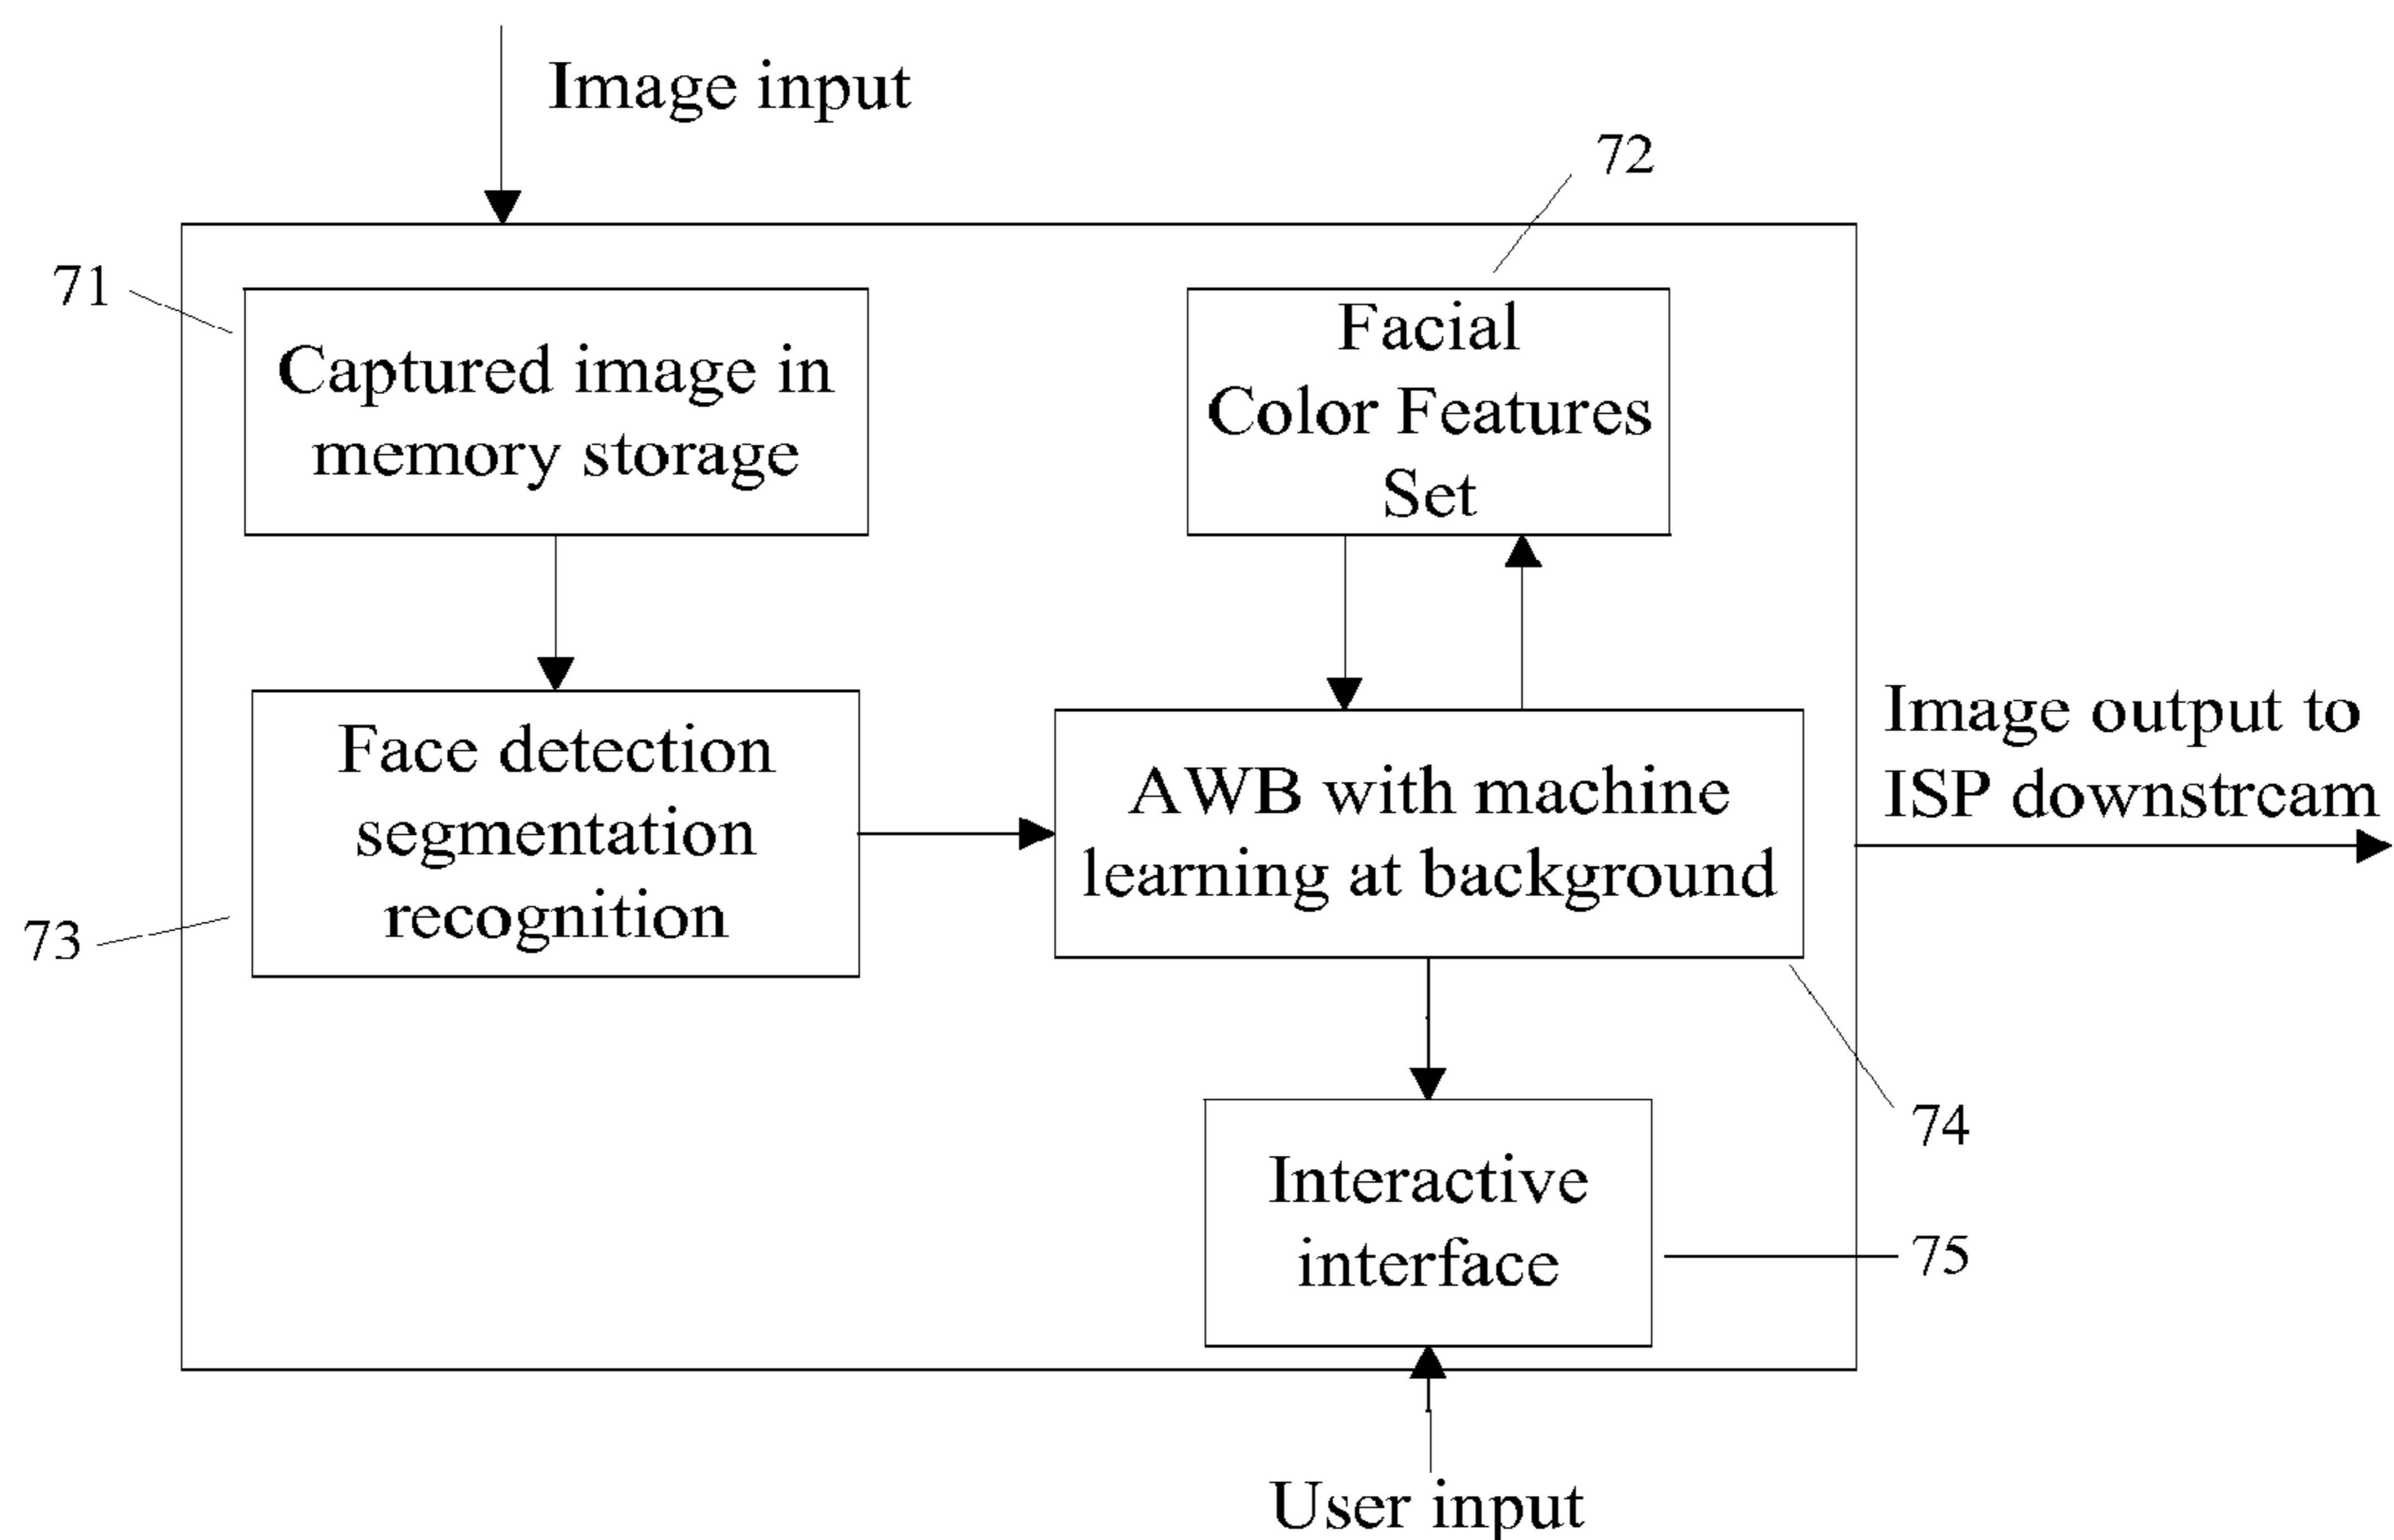 Image input
72
71
Captured image in
memory storage
Facial
Color Features
Set
Face detection
segmentation
recognition
73
AWB with machine
learning at background
Image output to
ISP downstream
74
Interactive
interface
75
User input